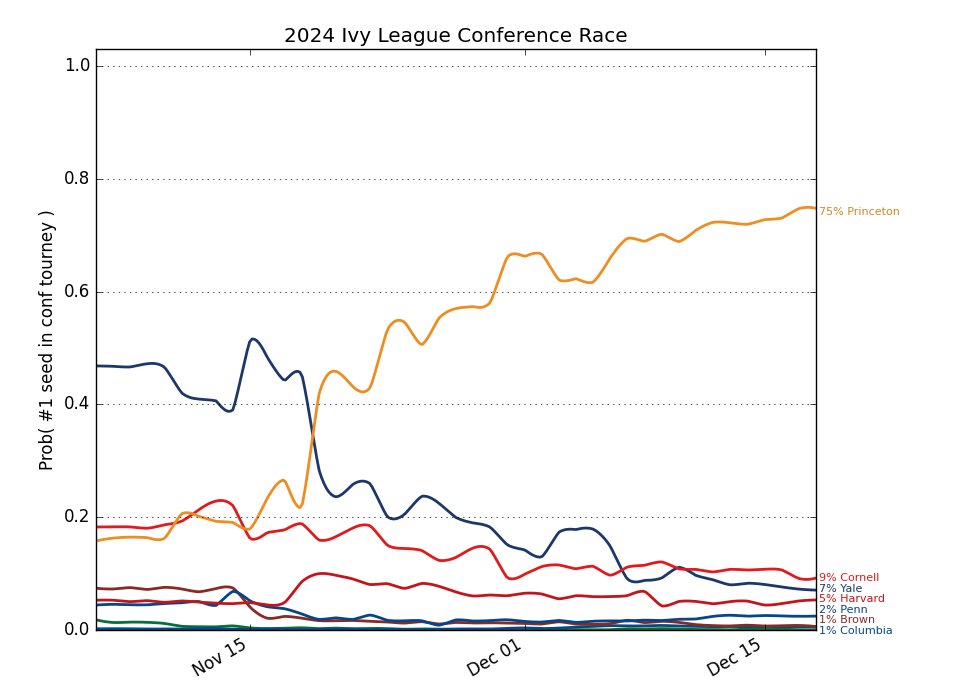 2024 Ivy League Conference Race
Prob( #1 seed in conf tourney )
1.0
0.8
0.6
0.4
0.2
0.0
Nov 15
Dec 01
Dec 15
75% Princeton
9% Cornell
7% Yale
5% Harvard
2% Penn
1% Brown
1% Columbia